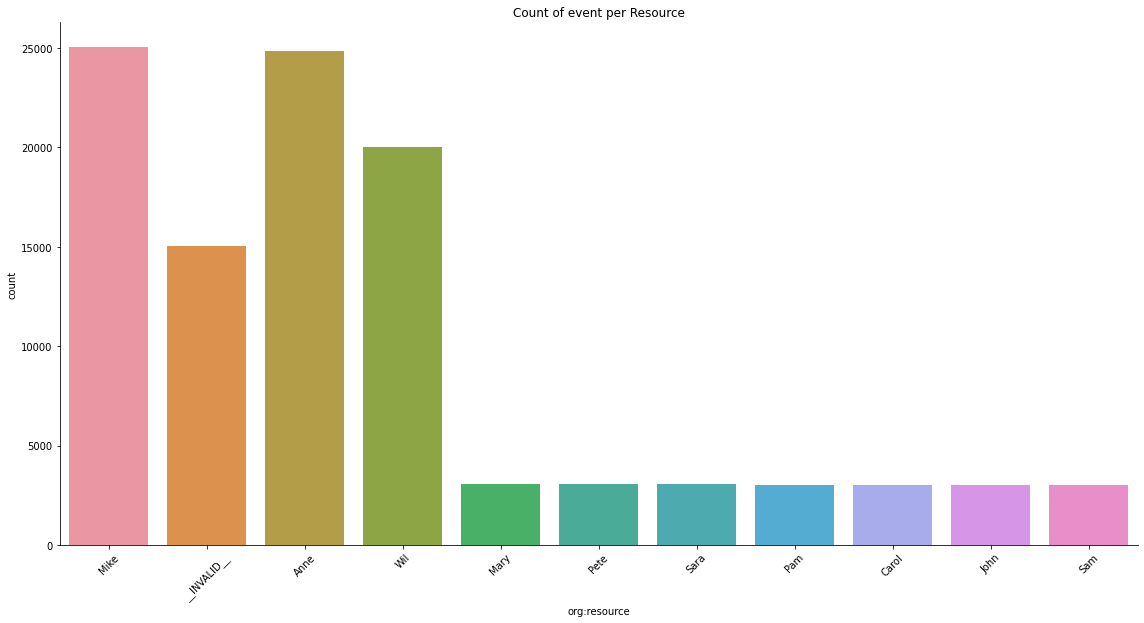 Count of event per Resource
25000
20000
15000
10000
5000
0
count
Mike
__INVALID__
Anne
Wil
Mary
Pete
Sara
Pam
Carol
John
Sam
org:resource